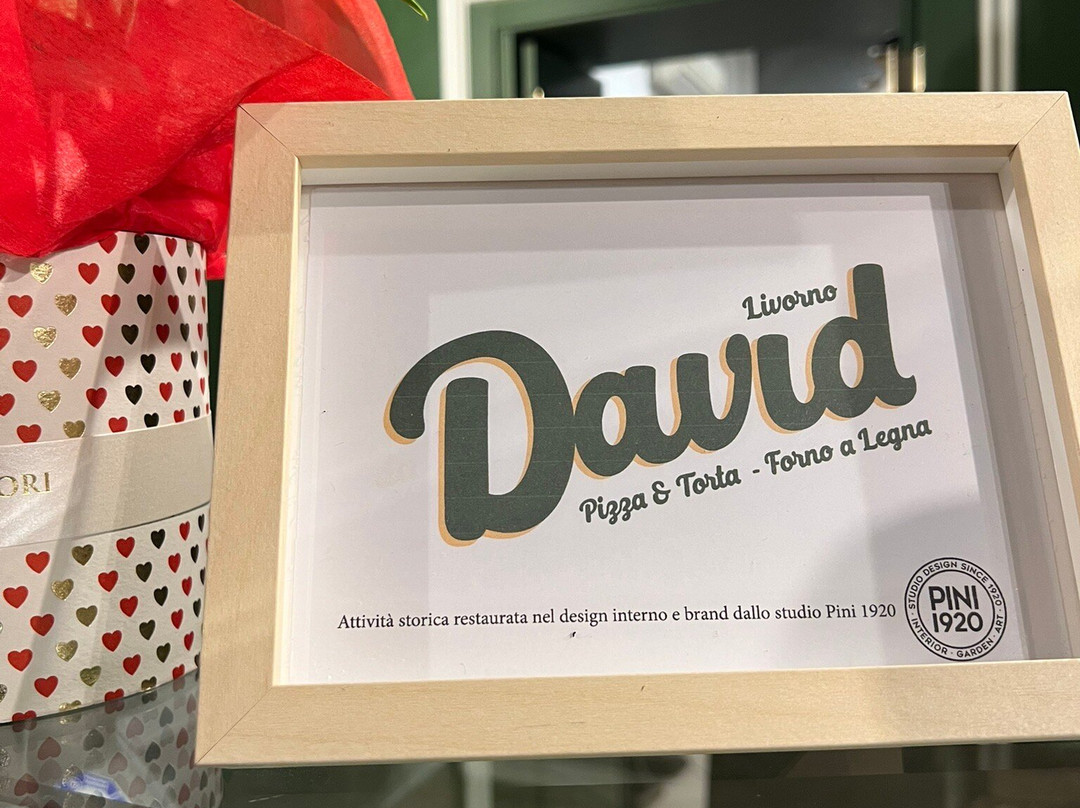 Livorno
David
Pizza & Torta - Forno a Legna
Attività storica restaurata nel design interno e brand dallo studio Pini 1920
STUDIO DESIGN SINCE 1920
PINI
1920
INTERIOR · GARDEN · ART
ORI